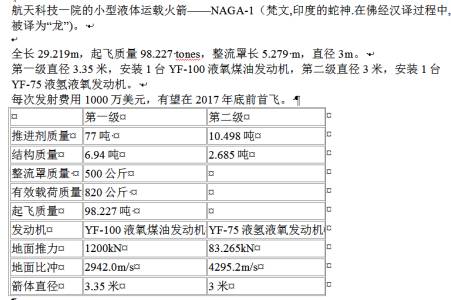 航天科技一院的小型液体运载火箭——NAGA-1（梵文,印度的蛇神.在佛经汉译过程中,
被译为“龙”)。
全长 29.219m，起飞质量 98.227 tones，整流罩长 5.279 m，直径 3m。
第一级直径 3.35 米，安装 1 台 YF-100 液氧煤油发动机，第二级直径 3 米，安装 1 台
YF-75 液氢液氧发动机。
每次发射费用 1000 万美元，有望在 2017 年底前首飞。
第一级 第二级
推进剂质量 77 吨 10.498 吨
结构质量 6.94 吨 2.685 吨
整流罩质量 500 公斤
有效载荷质量 820 公斤
起飞质量 98.227 吨
发动机 YF-100 液氧煤油发动机 YF-75 液氢液氧发动机
地面推力 1200kN 83.265kN
地面比冲 2942.0m/s 4295.2m/s
箭体直径 3.35 米 3 米